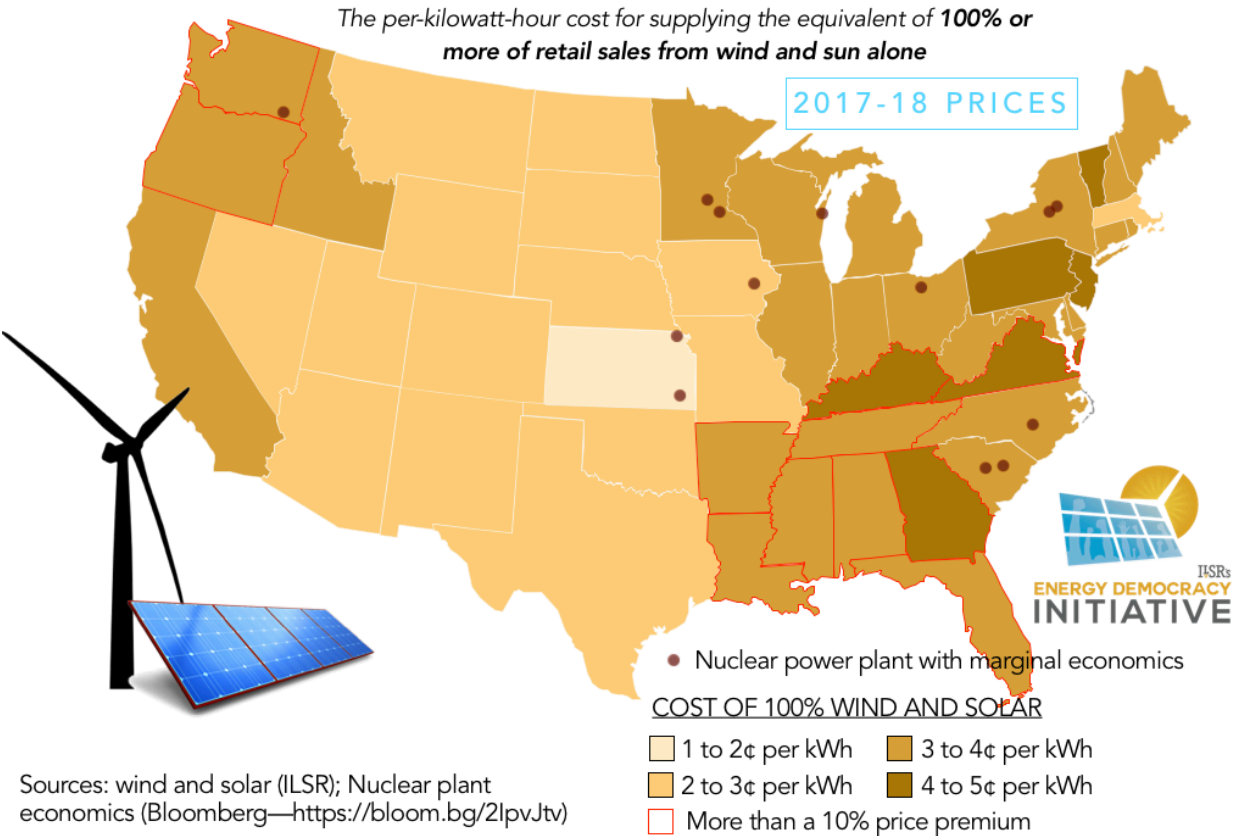 The per-kilowatt-hour cost for supplying the equivalent of 100% or
more of retail sales from wind and sun alone
2017-18 PRICES
ILSRs
ENERGY DEMOCRACY
INITIATIVE
Nuclear power plant with marginal economics
COST OF 100% WIND AND SOLAR
1 to 2¢ per kWh
3 to 4¢ per kWh
2 to 3¢ per kWh
4 to 5¢ per kWh
More than a 10% price premium
Sources: wind and solar (ILSR); Nuclear plant
economics (Bloomberg—https://bloom.bg/2IpvJtv)